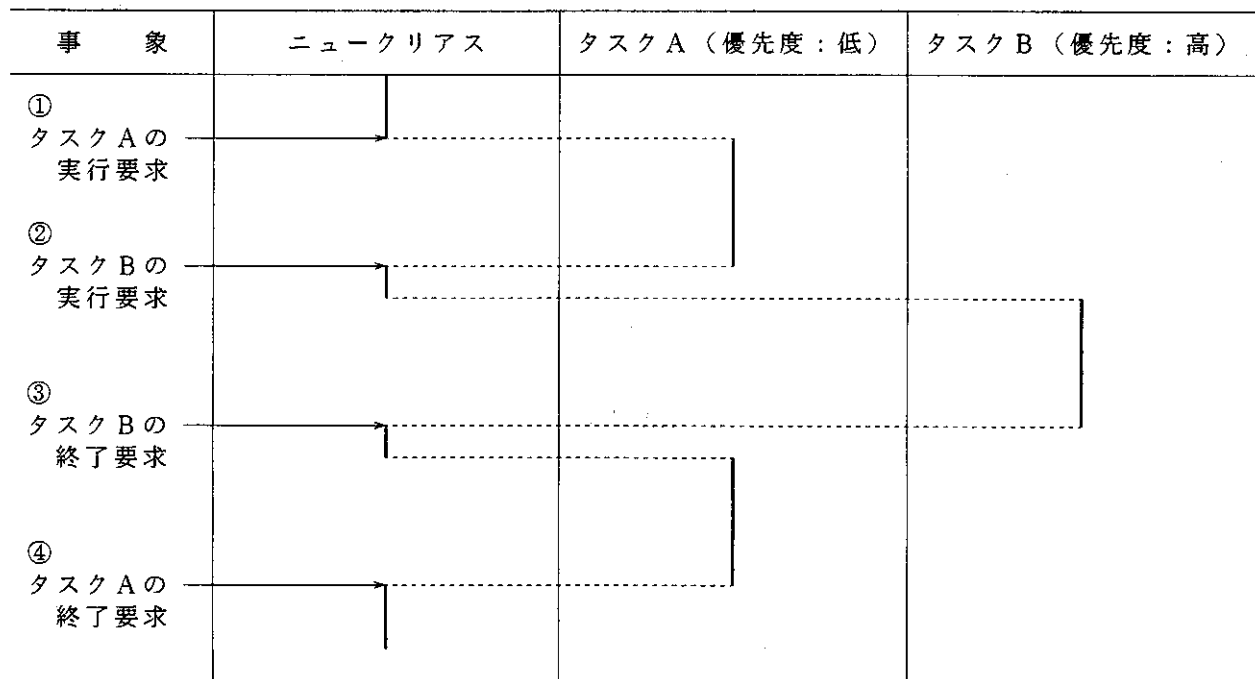 事　象　ニュークリアス　タスクA（優先度：低）　タスクB（優先度：高）
①
タスクAの
実行要求
②
タスクBの
実行要求
③
タスクBの
終了要求
④
タスクAの
終了要求